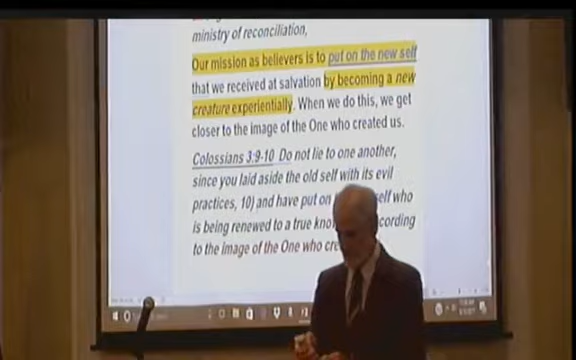 ministry of reconciliation,
Our mission as believers is to put on the new self
that we received at salvation by becoming a new
creature experientially. When we do this, we get
closer to the image of the One who created us.
Colossians 3:9-10 Do not lie to one another,
since you laid aside the old self with its evil
practices, 10) and have put on self who
is being renewed to a true according
to the image of the One who